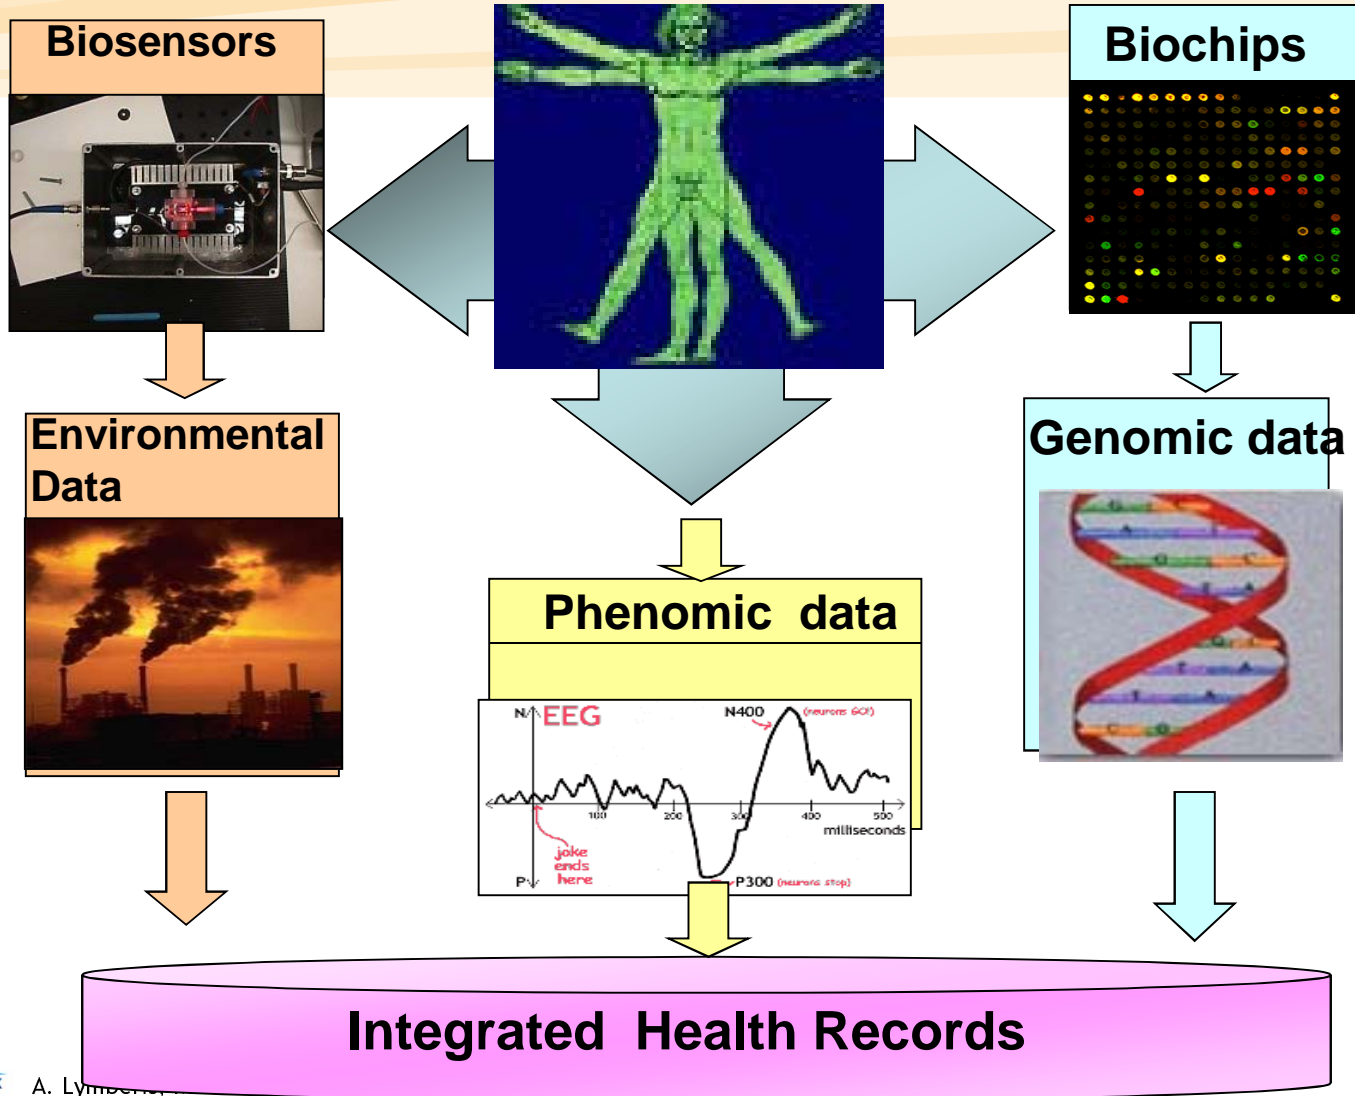 Biosensors
Biochips
Environmental
Data
Genomic data
G C
A T
G C
T A
G C
T A
T A
C G
Phenomic data
N
EEG
N400
(neurons GO!)
100
200
300
400
500
milliseconds
joke
ends
here
P
P300 (neurons stop)
Integrated Health Records
A.